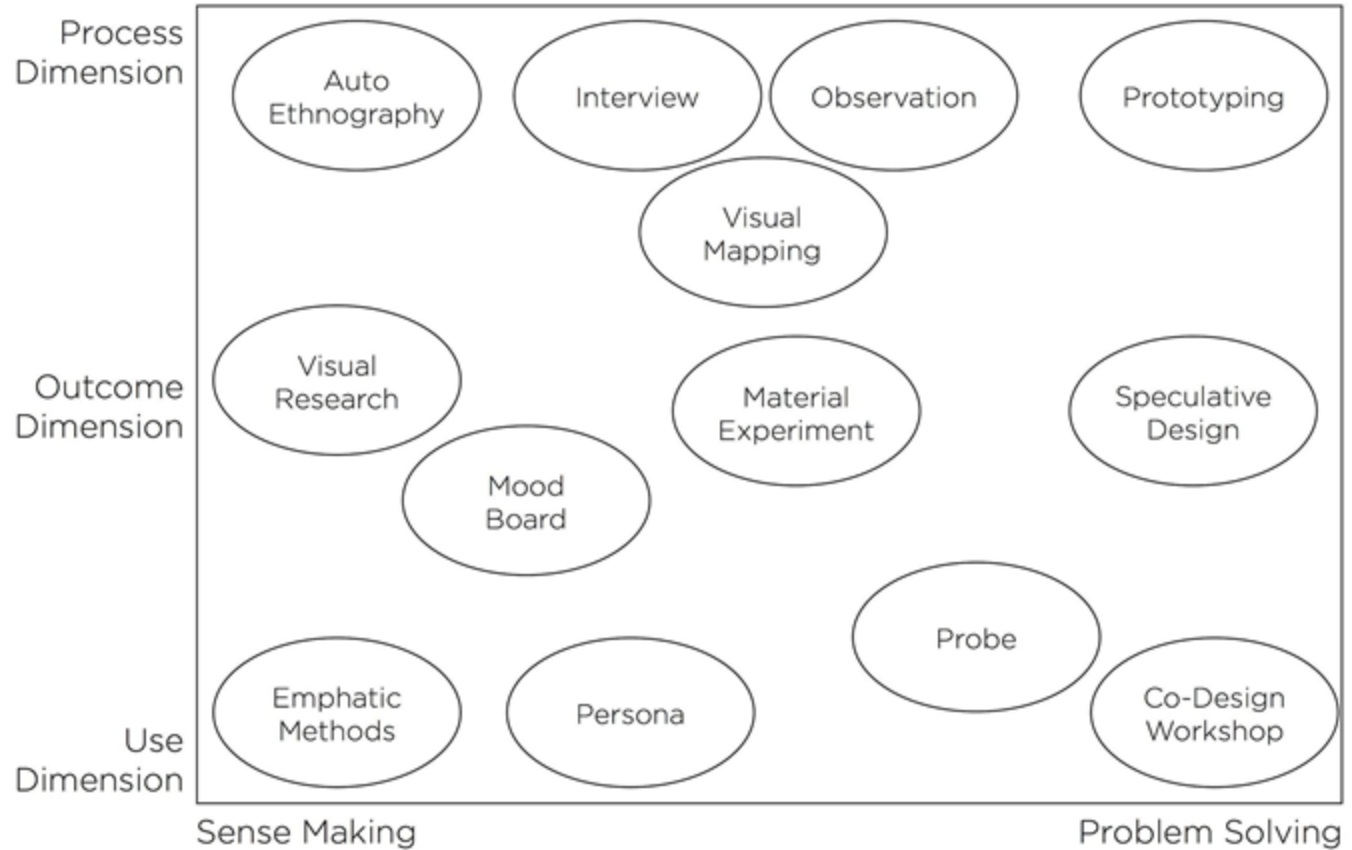 Process
Dimension
Auto
Ethnography
Interview
Observation
Prototyping
Visual
Mapping
Outcome
Dimension
Visual
Research
Material
Experiment
Speculative
Design
Mood
Board
Probe
Use
Dimension
Emphatic
Methods
Persona
Co-Design
Workshop
Sense Making
Problem Solving